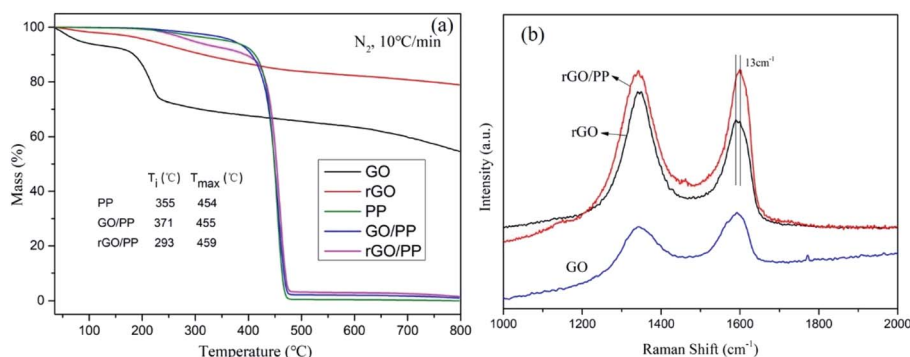 (a)
N₂, 10℃/min
100
80
60
40
20
0
Mass (%)
Tᵢ (℃) Tmax (℃)
PP 355 454
GO/PP 371 455
rGO/PP 293 459
GO
rGO
PP
GO/PP
rGO/PP
100 200 300 400 500 600 700 800
Temperature (℃)
(b)
13cm⁻¹
rGO/PP
rGO
GO
Intensity (a.u.)
1000 1200 1400 1600 1800 2000
Raman Shift (cm⁻¹)